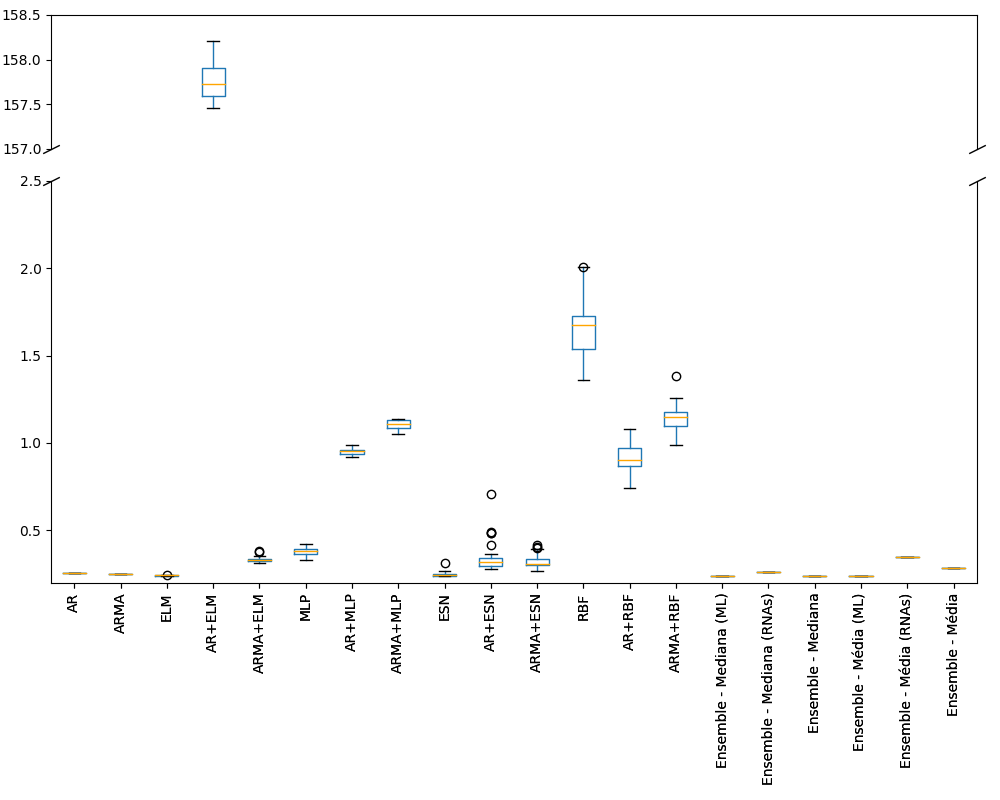 158.5
158.0
157.5
157.0
2.5
2.0
1.5
1.0
0.5
AR
ARMA
ELM
AR+ELM
ARMA+ELM
MLP
AR+MLP
ARMA+MLP
ESN
AR+ESN
ARMA+ESN
RBF
AR+RBF
ARMA+RBF
Ensemble - Mediana (ML)
Ensemble - Mediana (RNAs)
Ensemble - Mediana
Ensemble - Média (ML)
Ensemble - Média (RNAs)
Ensemble - Média